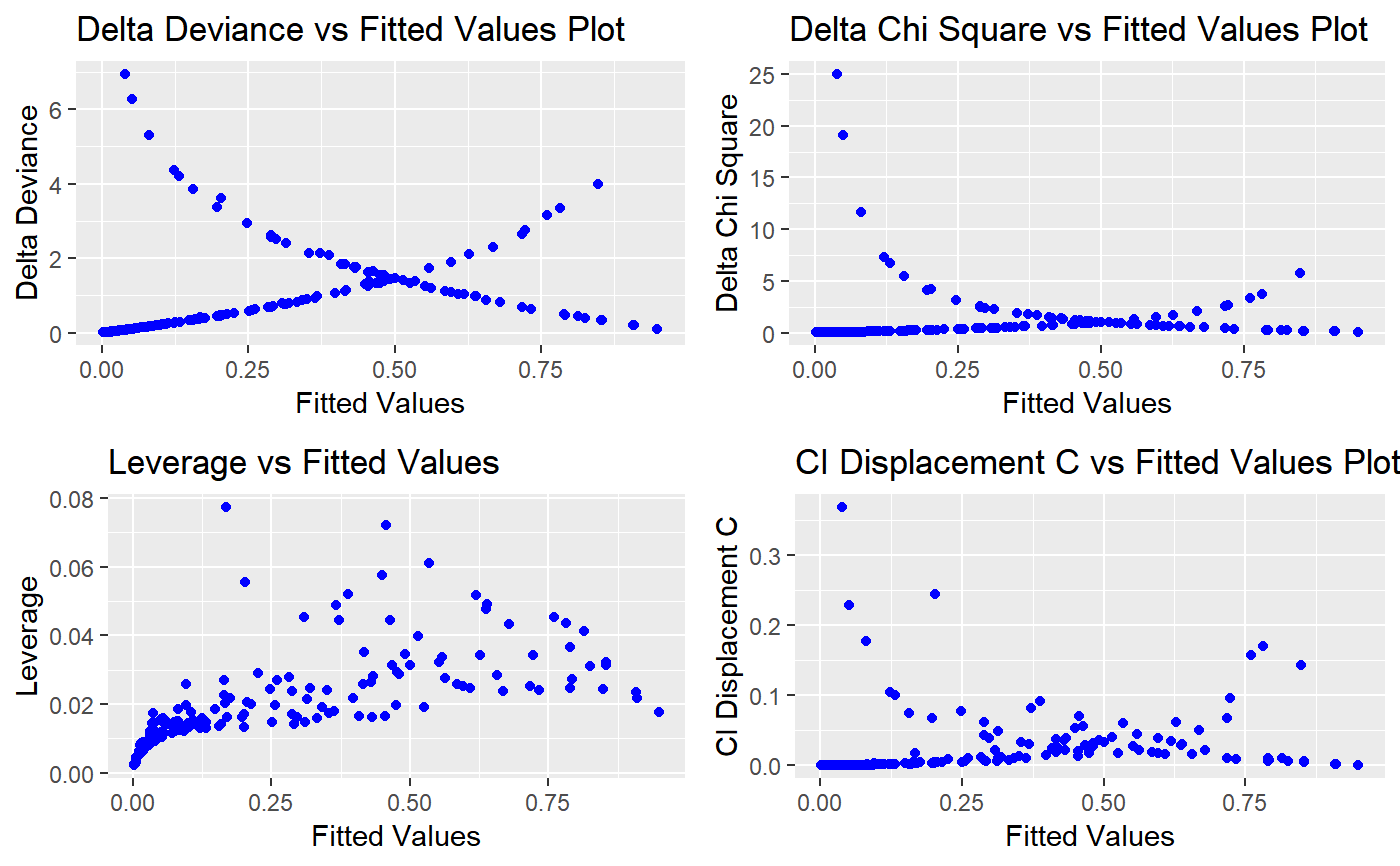 Delta Deviance vs Fitted Values Plot
Delta Deviance
6
4
2
0
0.00 0.25 0.50 0.75
Fitted Values
Delta Chi Square vs Fitted Values Plot
Delta Chi Square
25
20
15
10
5
0
0.00 0.25 0.50 0.75
Fitted Values
Leverage vs Fitted Values
Leverage
0.08
0.06
0.04
0.02
0.00
0.00 0.25 0.50 0.75
Fitted Values
CI Displacement C vs Fitted Values Plot
CI Displacement C
0.3
0.2
0.1
0.0
0.00 0.25 0.50 0.75
Fitted Values